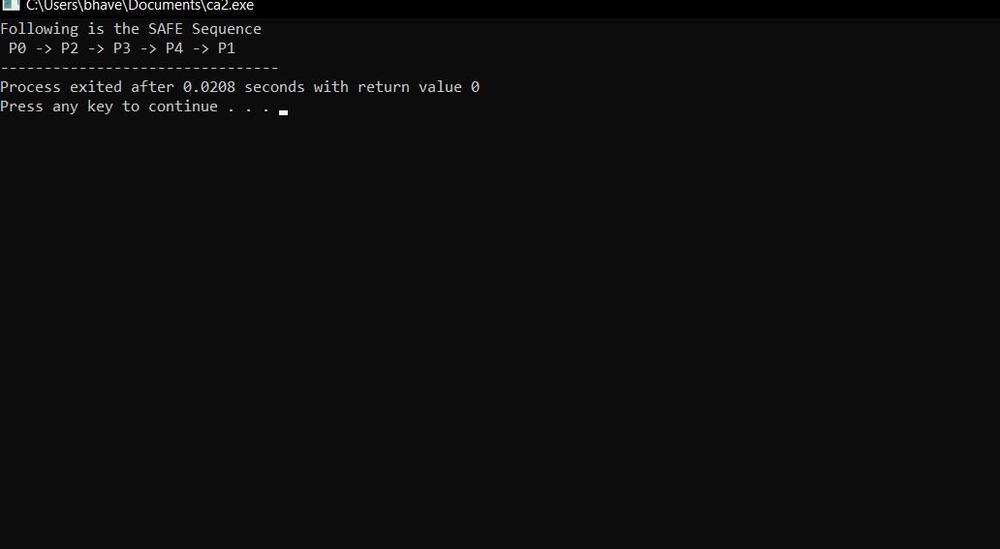 C:\Users\bhave\Documents\ca2.exe
Following is the SAFE Sequence
 P0 -> P2 -> P3 -> P4 -> P1
--------------------------------
Process exited after 0.0208 seconds with return value 0
Press any key to continue . . .